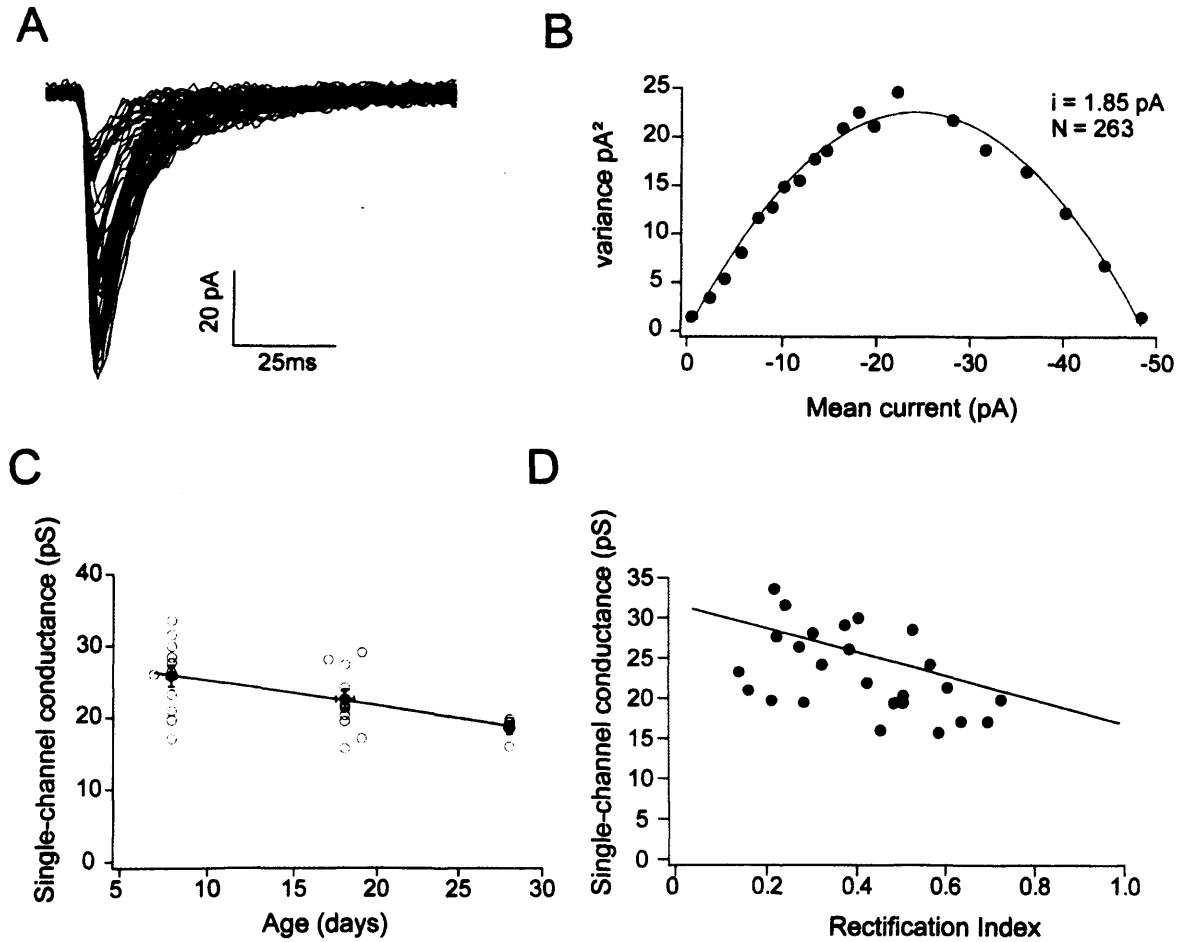 A
20 pA
25ms
B
25
20
15
10
5
0
variance pA²
i = 1.85 pA
N = 263
0 -10 -20 -30 -40 -50
Mean current (pA)
C
Single-channel conductance (pS)
40
30
20
10
0
5 10 15 20 25 30
Age (days)
D
Single-channel conductance (pS)
35
30
25
20
15
10
5
0
0 0.2 0.4 0.6 0.8 1.0
Rectification Index